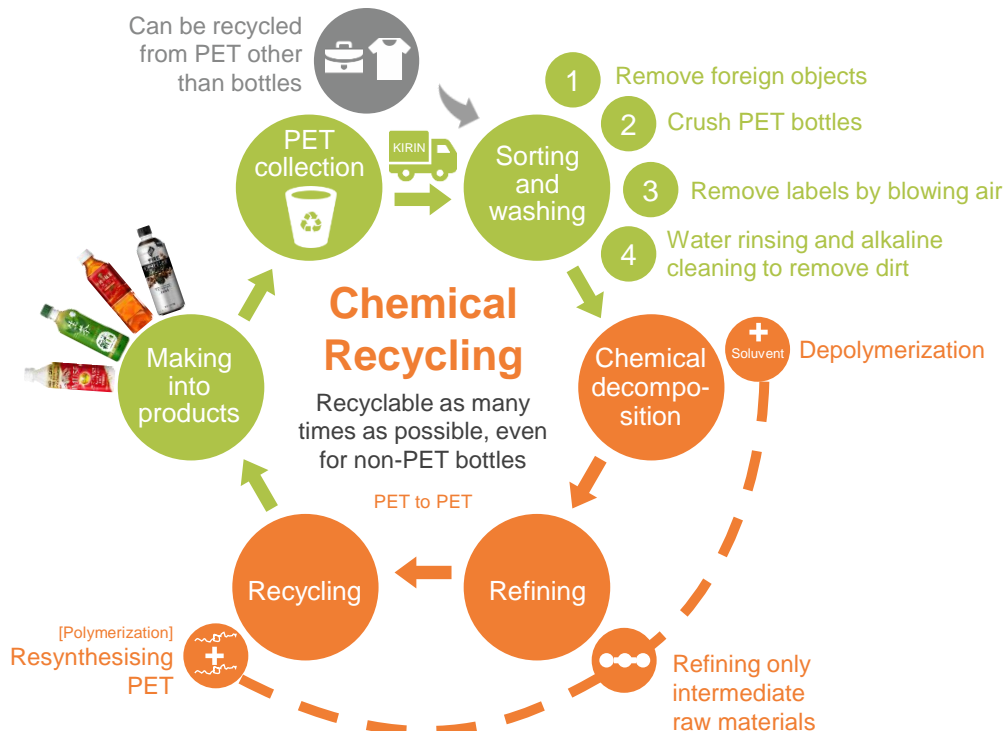 Can be recycled
from PET other
than bottles
PET
collection
KIRIN
Sorting
and
washing
1
Remove foreign objects
2
Crush PET bottles
3
Remove labels by blowing air
4
Water rinsing and alkaline
cleaning to remove dirt
Chemical
Recycling
Recyclable as many
times as possible, even
for non-PET bottles
PET to PET
Making
into
products
Chemical
decompo-
sition
+
Soluvent
Depolymerization
Recycling
Refining
[Polymerization]
Resynthesising
PET
+
Refining only
intermediate
raw materials